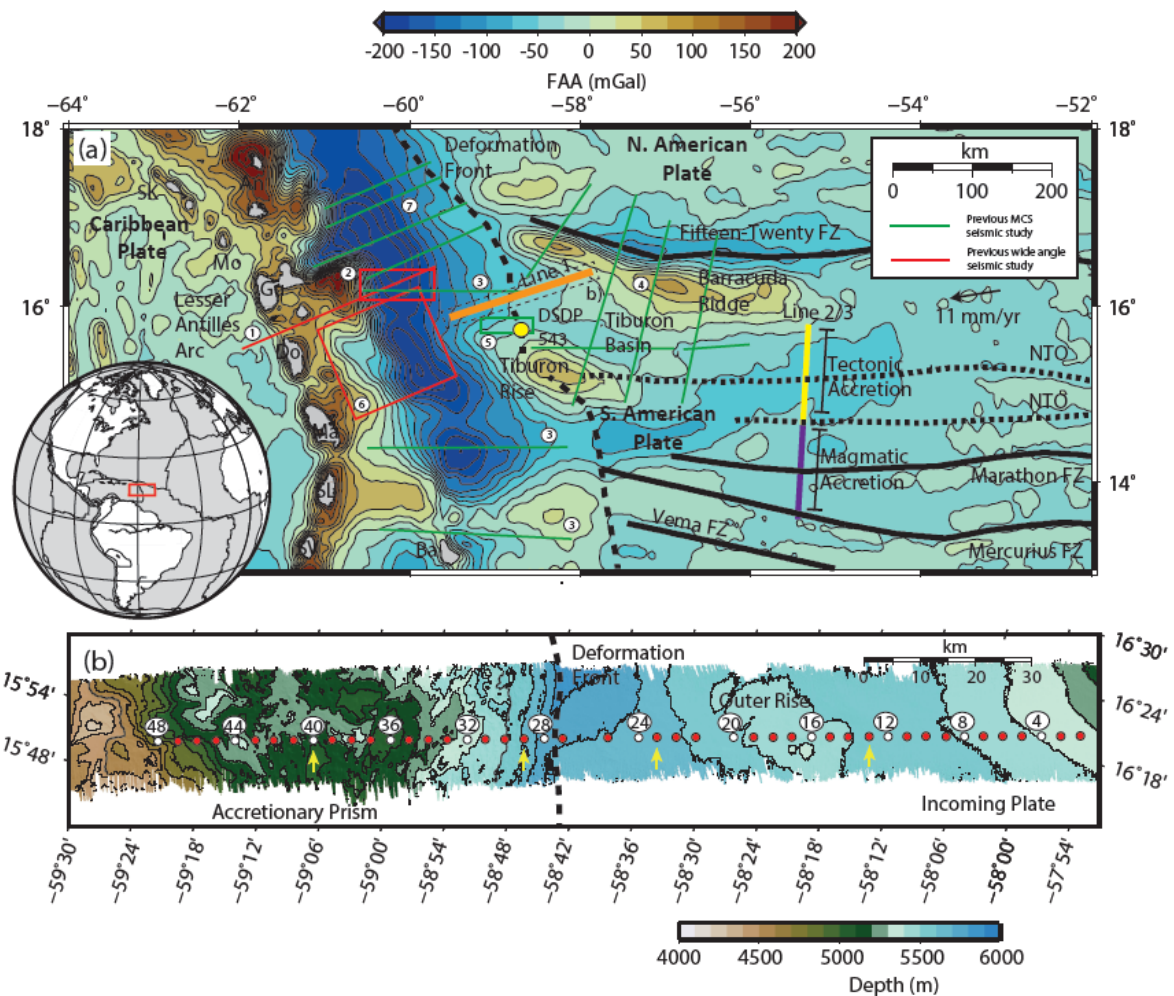 -200 -150 -100 -50 0 50 100 150 200
FAA (mGal)
−64° −62° −60° −58° −56° −54° −52°
18° 18°
(a)
Deformation
Front
N. American
Plate
km
0 100 200
Previous MCS
seismic study
Previous wide angle
seismic study
An
SK
Caribbean
Plate
7
Fifteen-Twenty FZ
Mo
2
Gu
3
Line 1
4
Barracuda
Ridge
16° 16°
Lesser
Antilles
Arc
b)
11 mm/yr
1
DSDP
543
Tiburon
Basin
Line 2/3
5
Do
Tiburon
Rise
Tectonic
Accretion
NTO
NTO
6
Ma
3
S. American
Plate
Magmatic
Accretion
Marathon FZ
SL
14°
3
Vema FZ
Ba
Mercurius FZ
(b)
Deformation
Front
km
0 10 20 30
16°30'
15°54' 16°24'
Outer Rise
48 44 40 36 32 28 24 20 16 12 8 4
15°48' 16°18'
Accretionary Prism
Incoming Plate
−59°30' −59°24' −59°18' −59°12' −59°06' −59°00' −58°54' −58°48' −58°42' −58°36' −58°30' −58°24' −58°18' −58°12' −58°06' −58°00' −57°54'
4000 4500 5000 5500 6000
Depth (m)